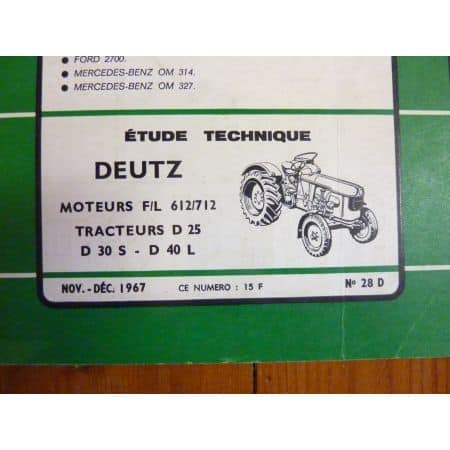 • FORD 2700.
• MERCEDES-BENZ OM 314.
• MERCEDES-BENZ OM 327.
ÉTUDE TECHNIQUE
DEUTZ
MOTEURS F/L 612/712
TRACTEURS D 25
D 30 S - D 40 L
NOV.-DÉC. 1967 CE NUMERO : 15 F Nº 28 D